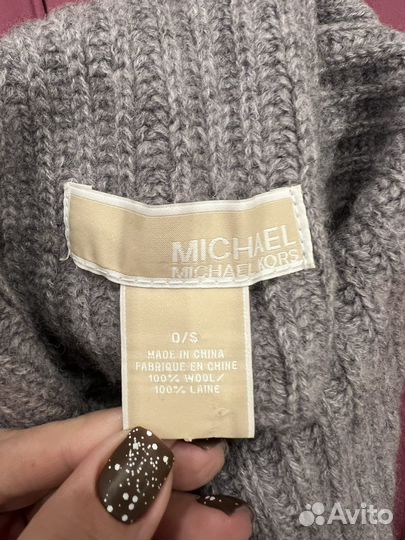 MICHAEL
MICHAEL KORS
O/S
MADE IN CHINA
FABRIQUE EN CHINE
100% WOOL/
100% LAINE
Avito